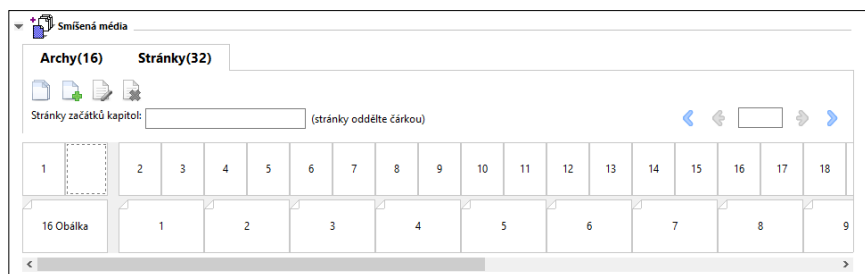 Smíšená média
Archy(16) Stránky(32)
Stránky začátků kapitol: (stránky oddělte čárkou)
1 2 3 4 5 6 7 8 9 10 11 12 13 14 15 16 17 18
16 Obálka 1 2 3 4 5 6 7 8 9